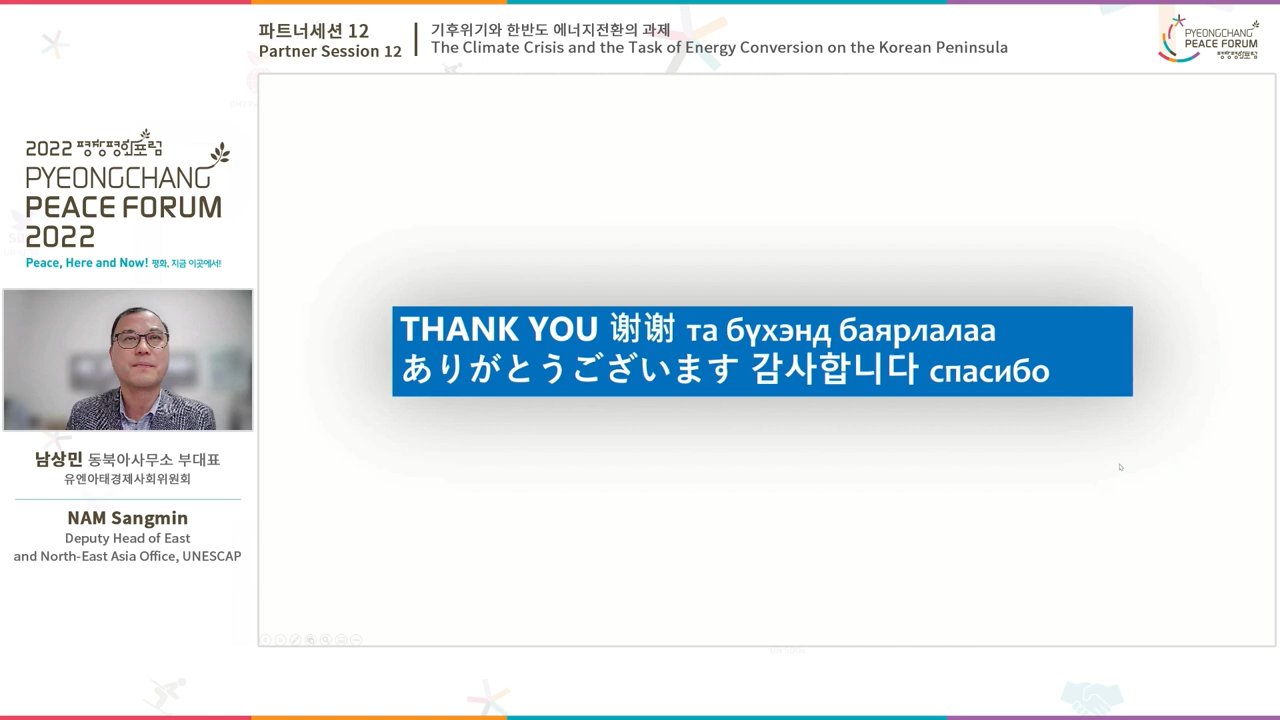 파트너세션 12
Partner Session 12
기후위기와 한반도 에너지전환의 과제
The Climate Crisis and the Task of Energy Conversion on the Korean Peninsula
PYEONGCHANG
PEACE FORUM
평창평화포럼
2022 평창평화포럼
PYEONGCHANG
PEACE FORUM
2022
Peace, Here and Now! 평화, 지금 이곳에서!
남상민 동북아사무소 부대표
유엔아태경제사회위원회
NAM Sangmin
Deputy Head of East
and North-East Asia Office, UNESCAP
THANK YOU 谢谢 та бүхэнд баярлалаа
ありがとうございます 감사합니다 спасибо